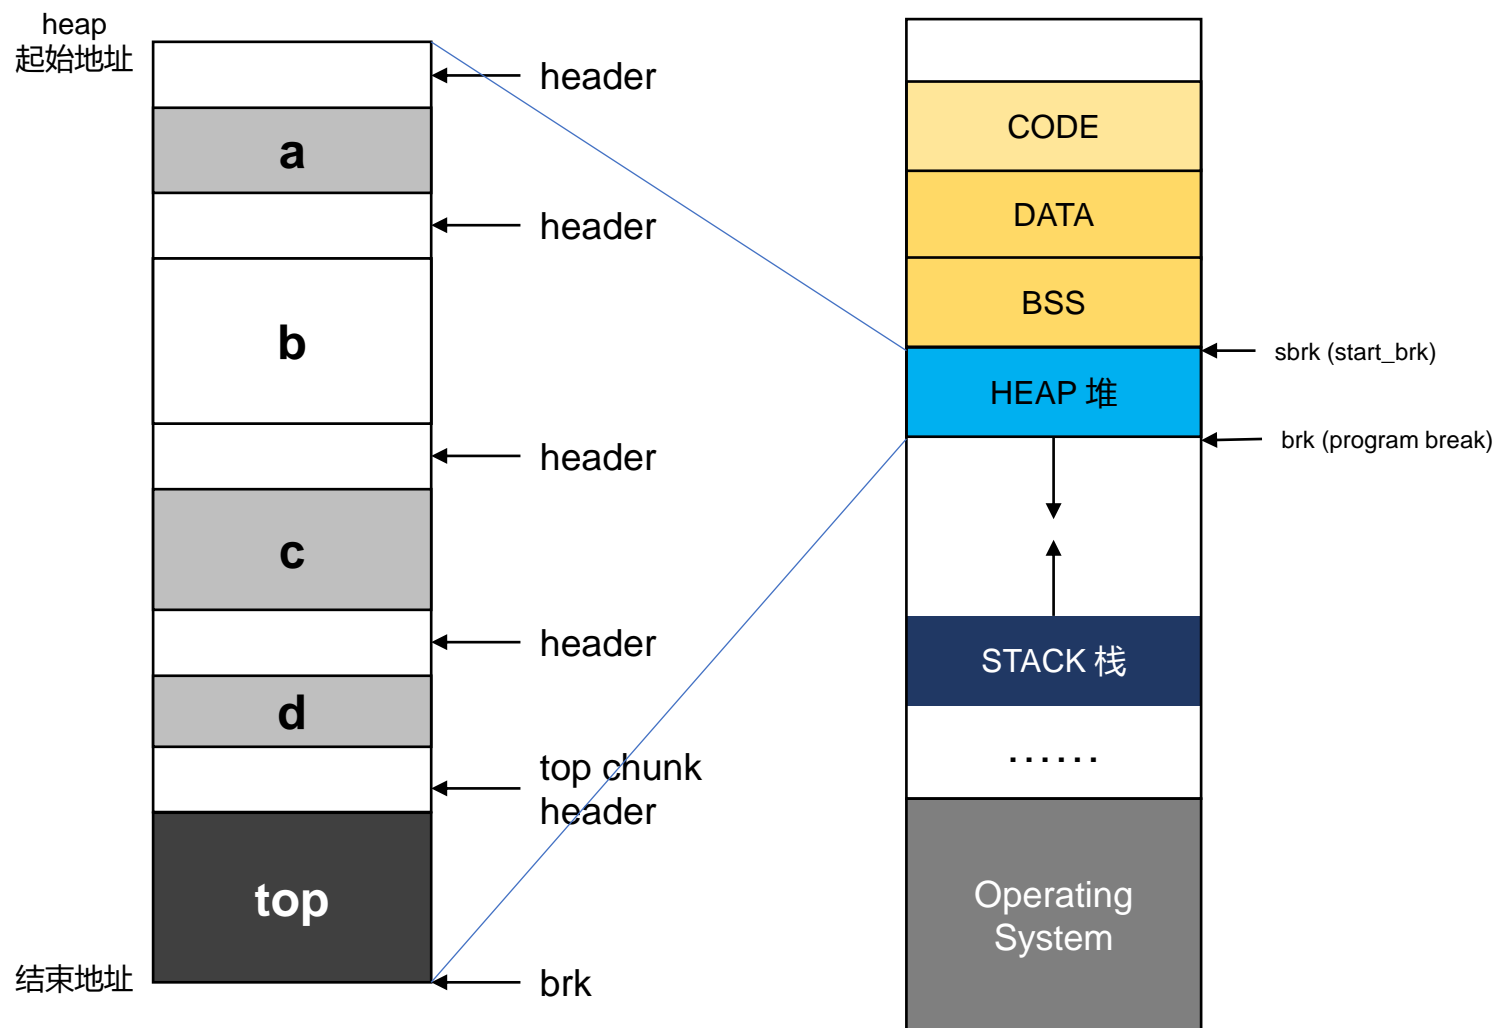 heap
起始地址
header
a
header
b
header
c
header
d
top chunk
header
top
结束地址
brk
CODE
DATA
BSS
sbrk (start_brk)
HEAP 堆
brk (program break)
STACK 栈
......
Operating
System